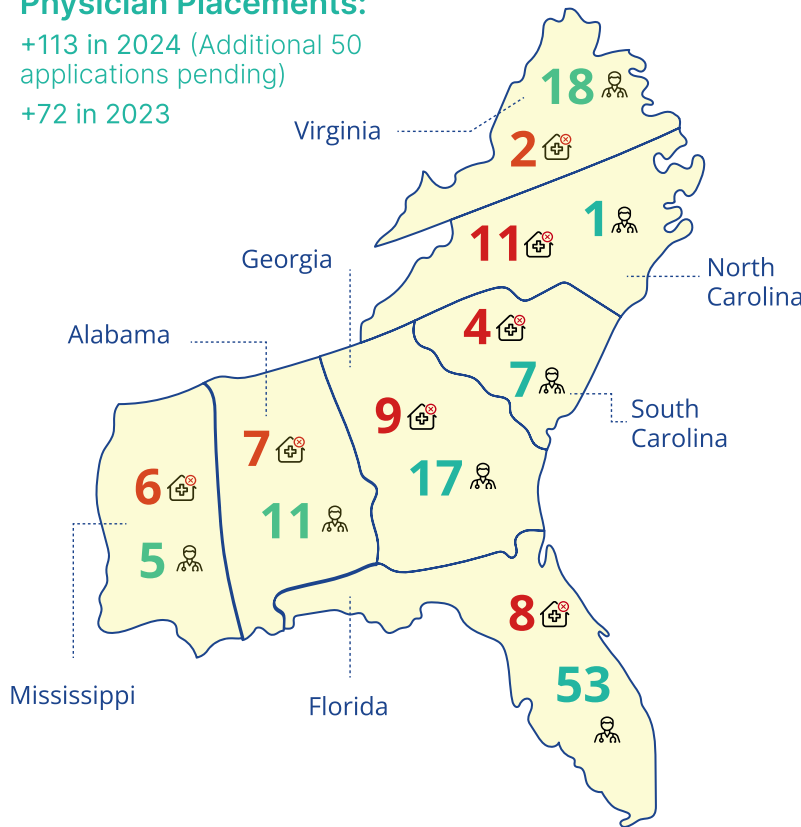 Physician Placements:
+113 in 2024 (Additional 50
applications pending)
+72 in 2023
18
Virginia
2
1
11
Georgia
North
Carolina
4
Alabama
7
South
Carolina
9
7
17
6
11
5
8
53
Mississippi
Florida